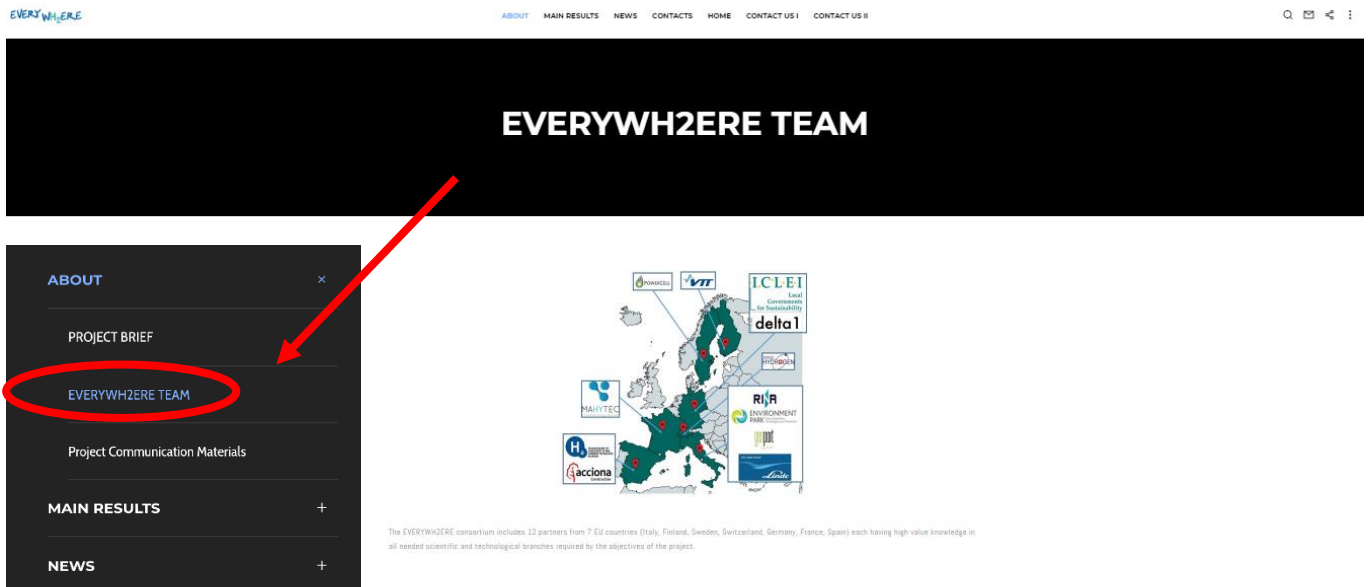 EVERYWH2ERE
ABOUT MAIN RESULTS NEWS CONTACTS HOME CONTACT US I CONTACT US II
EVERYWH2ERE TEAM
ABOUT ×
PROJECT BRIEF
EVERYWH2ERE TEAM
Project Communication Materials
MAIN RESULTS +
NEWS +
POWERCELL
VTT
I.C.L.E.I
Local
Governments
for Sustainability
delta1
HYDROGEN
MAHYTEC
RINA
ENVIRONMENT
PARK
H2
acciona
Construction
Linde
The EVERYWH2ERE consortium includes 12 partners from 7 EU countries (Italy, Finland, Sweden, Switzerland, Germany, France, Spain) each having high value knowledge in
all needed scientific and technological branches required by the objectives of the project.